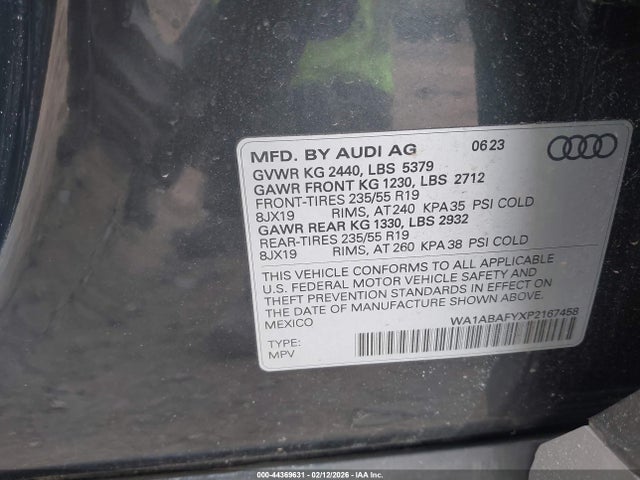 MFD. BY AUDI AG 0623
GVWR KG 2440, LBS 5379
GAWR FRONT KG 1230, LBS 2712
FRONT-TIRES 235/55 R19
8JX19 RIMS, AT 240 KPA 35 PSI COLD
GAWR REAR KG 1330, LBS 2932
REAR-TIRES 235/55 R19
8JX19 RIMS, AT 260 KPA 38 PSI COLD
THIS VEHICLE CONFORMS TO ALL APPLICABLE
U.S. FEDERAL MOTOR VEHICLE SAFETY AND
THEFT PREVENTION STANDARDS IN EFFECT ON
THE DATE OF MANUFACTURE SHOWN ABOVE.
MEXICO
WA1ABAFYXP2167458
TYPE:
MPV
000-44369631 - 02/12/2026 - IAAI.COM